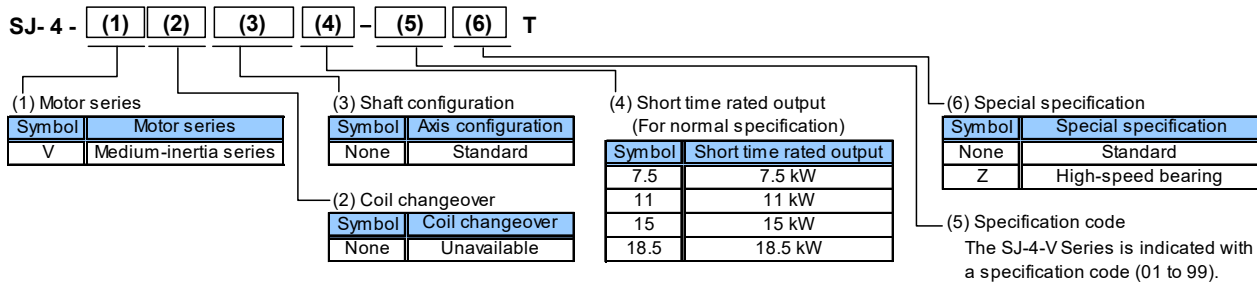 SJ- 4 - (1) (2) (3) (4) – (5) (6) T
(1) Motor series
Symbol Motor series
V Medium-inertia series
(2) Coil changeover
Symbol Coil changeover
None Unavailable
(3) Shaft configuration
Symbol Axis configuration
None Standard
(4) Short time rated output
(For normal specification)
Symbol Short time rated output
7.5 7.5 kW
11 11 kW
15 15 kW
18.5 18.5 kW
(5) Specification code
The SJ-4-V Series is indicated with
a specification code (01 to 99).
(6) Special specification
Symbol Special specification
None Standard
Z High-speed bearing